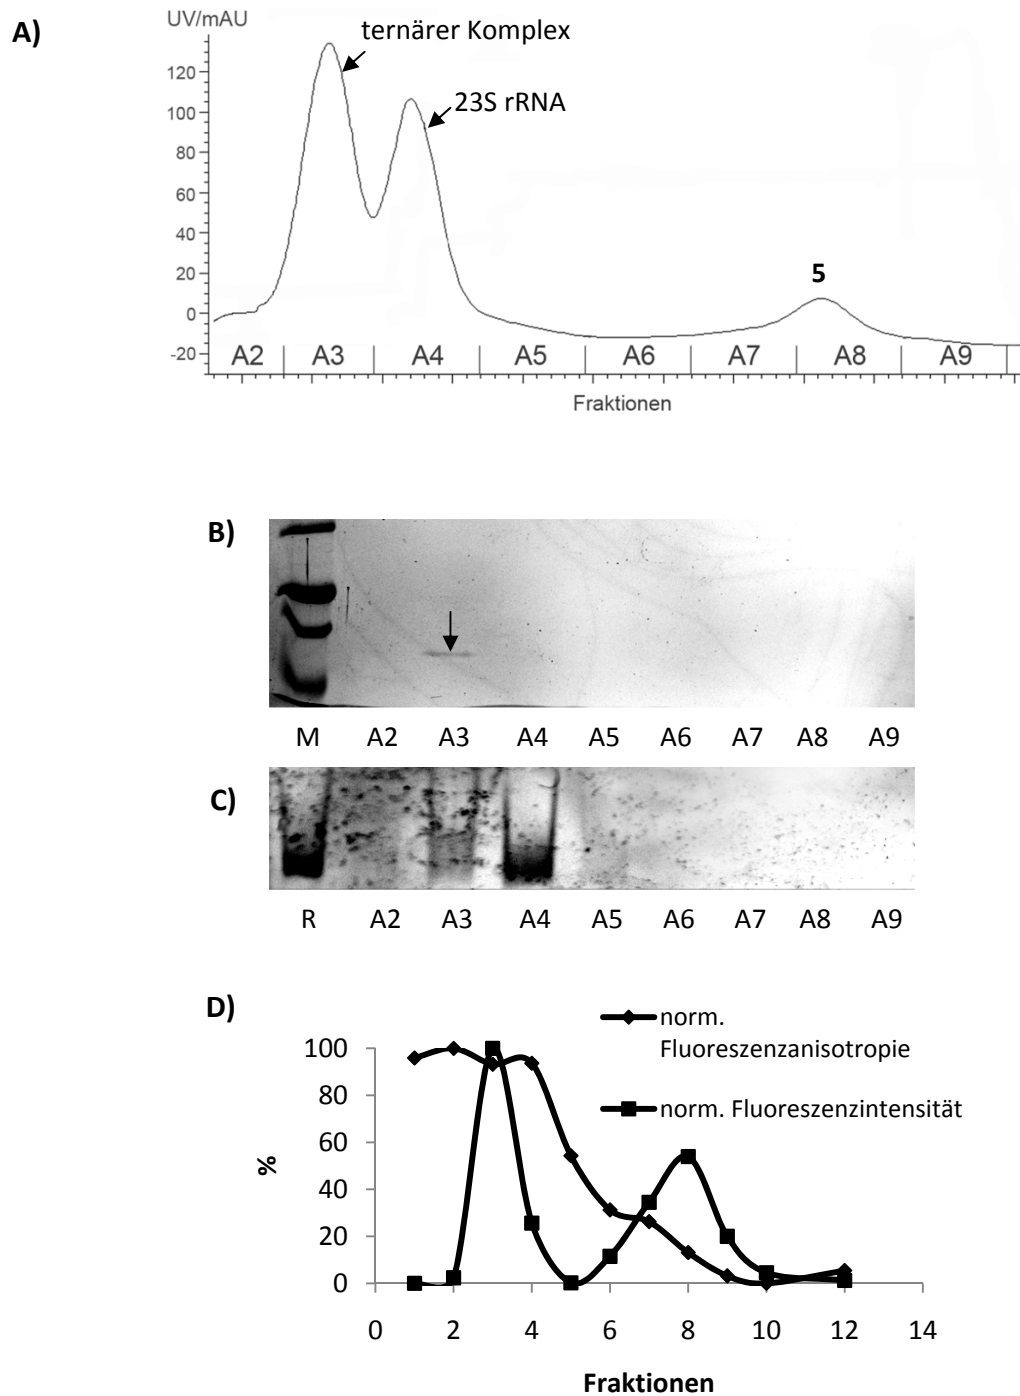 A)
UV/mAU
ternärer Komplex
23S rRNA
120
100
80
60
40
20
0
-20
5
A2 A3 A4 A5 A6 A7 A8 A9
Fraktionen
B)
M A2 A3 A4 A5 A6 A7 A8 A9
C)
R A2 A3 A4 A5 A6 A7 A8 A9
D)
norm.
Fluoreszenzanisotropie
norm. Fluoreszenzintensität
100
80
60
40
20
0
%
0 2 4 6 8 10 12 14
Fraktionen